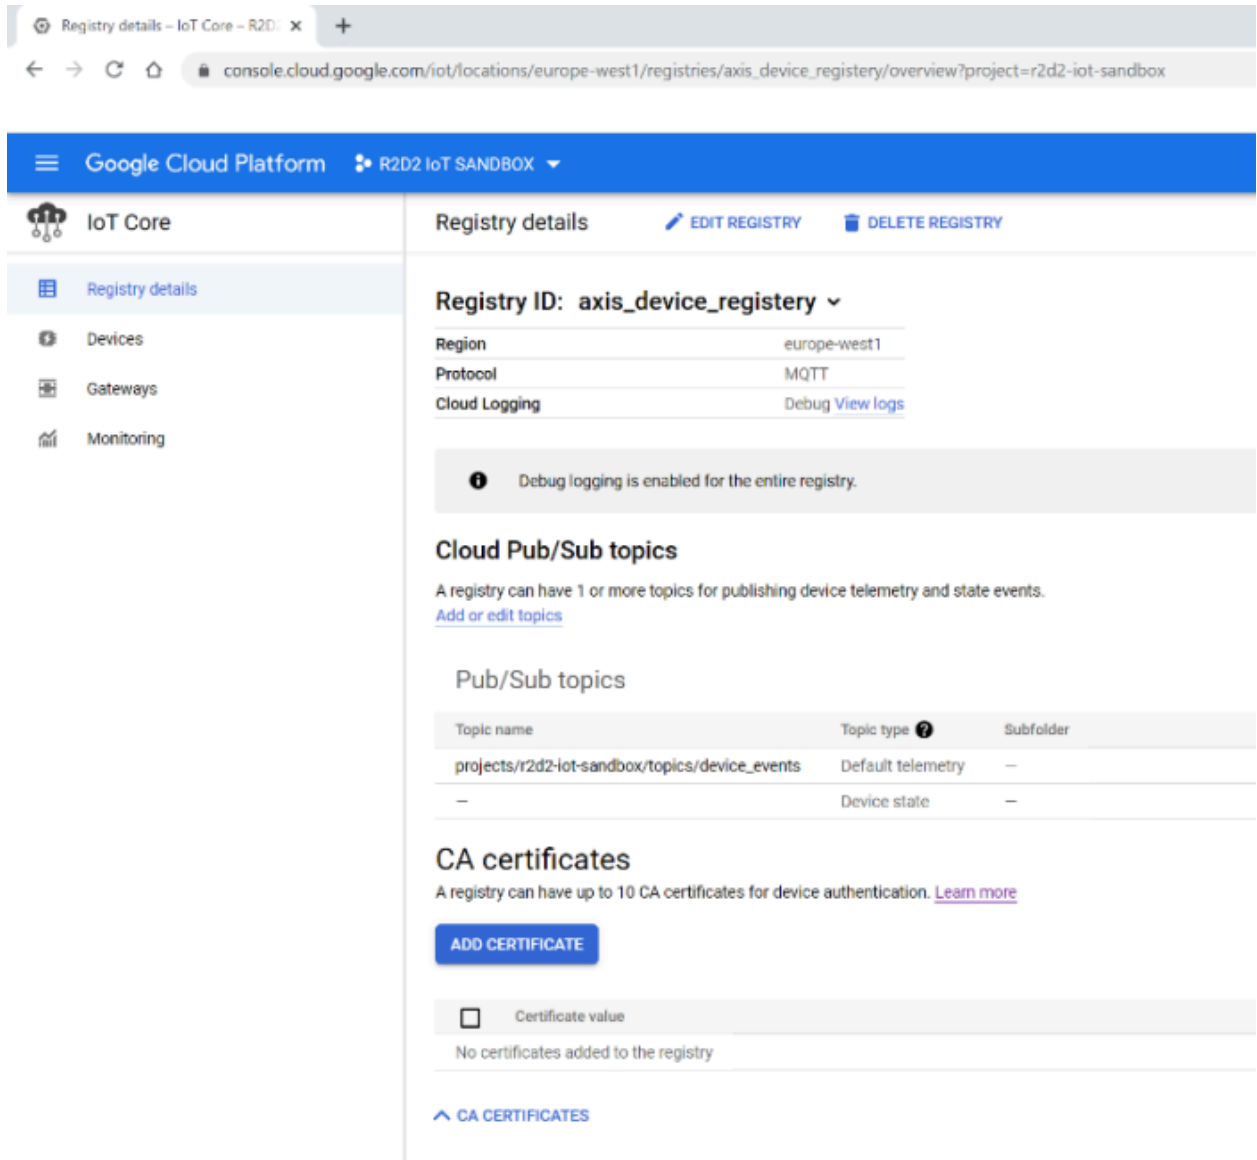 Registry details – IoT Core – R2D
console.cloud.google.com/iot/locations/europe-west1/registries/axis_device_registery/overview?project=r2d2-iot-sandbox
Google Cloud Platform R2D2 IoT SANDBOX
IoT Core
Registry details
Devices
Gateways
Monitoring
Registry details EDIT REGISTRY DELETE REGISTRY
Registry ID: axis_device_registery
Region europe-west1
Protocol MQTT
Cloud Logging Debug View logs
Debug logging is enabled for the entire registry.
Cloud Pub/Sub topics
A registry can have 1 or more topics for publishing device telemetry and state events.
Add or edit topics
Pub/Sub topics
Topic name Topic type Subfolder
projects/r2d2-iot-sandbox/topics/device_events Default telemetry —
— Device state —
CA certificates
A registry can have up to 10 CA certificates for device authentication. Learn more
ADD CERTIFICATE
Certificate value
No certificates added to the registry
CA CERTIFICATES